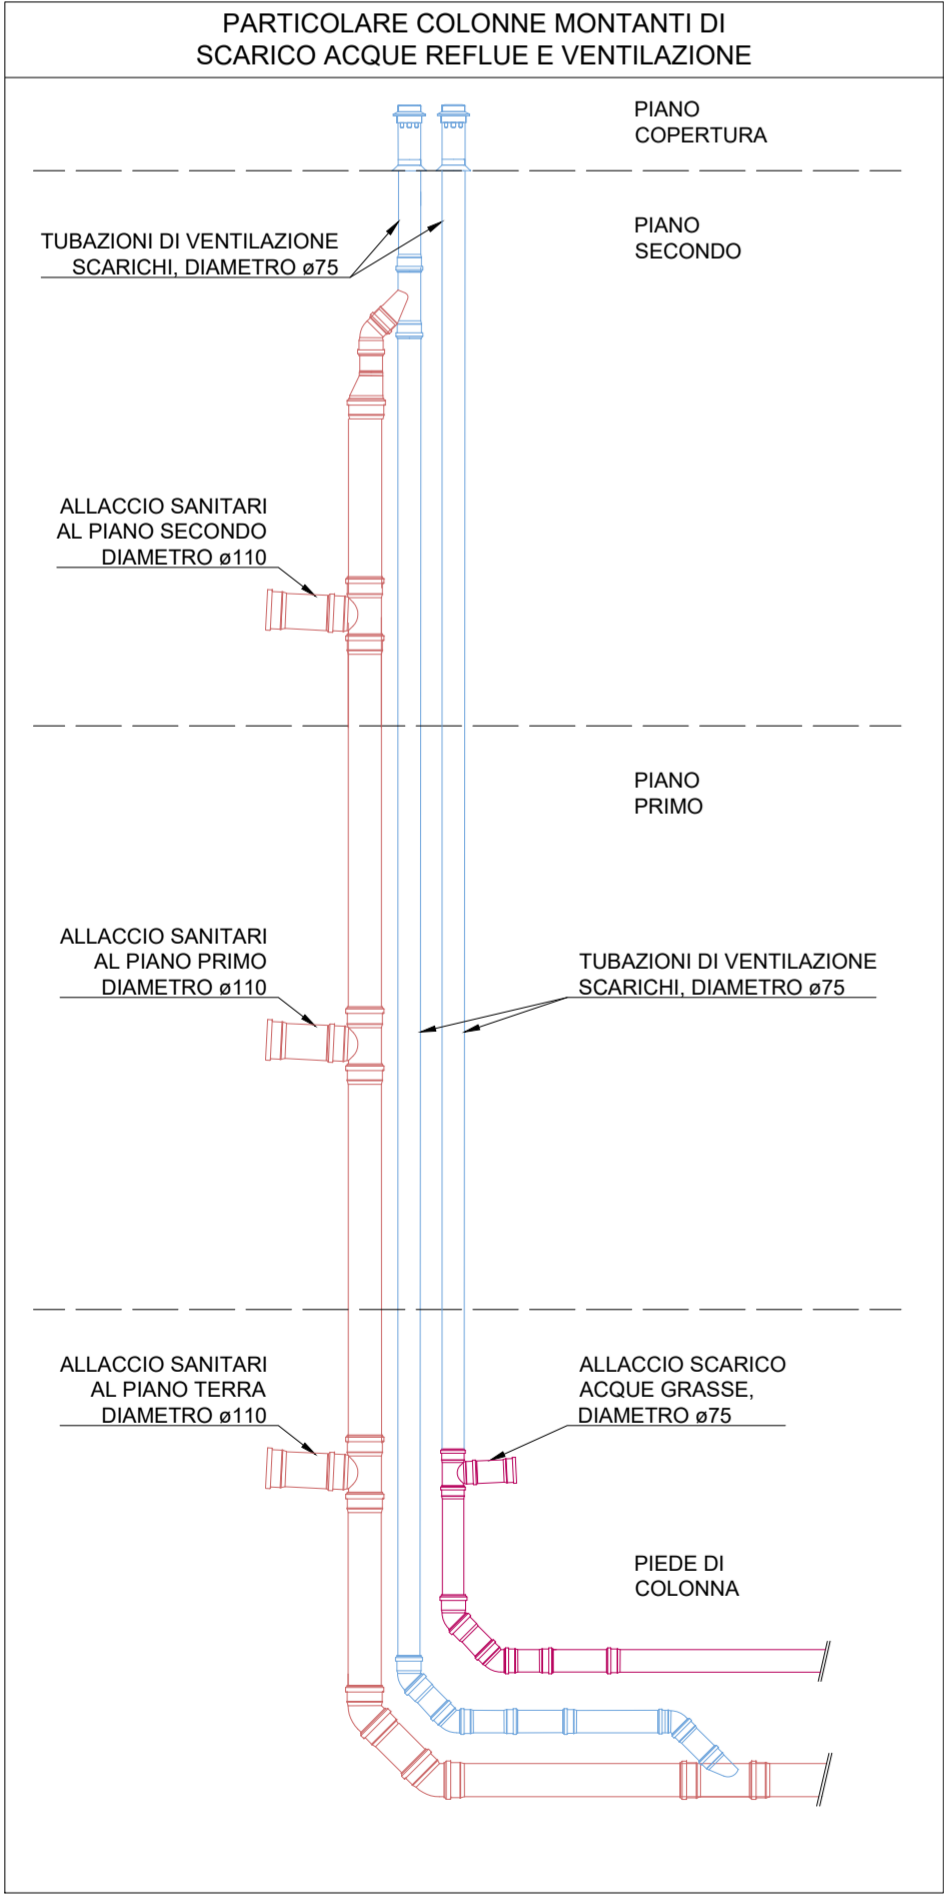 PARTICOLARE COLONNE MONTANTI DI
SCARICO ACQUE REFLUE E VENTILAZIONE
PIANO
COPERTURA
PIANO
SECONDO
TUBAZIONI DI VENTILAZIONE
SCARICHI, DIAMETRO ø75
ALLACCIO SANITARI
AL PIANO SECONDO
DIAMETRO ø110
PIANO
PRIMO
ALLACCIO SANITARI
AL PIANO PRIMO
DIAMETRO ø110
TUBAZIONI DI VENTILAZIONE
SCARICHI, DIAMETRO ø75
ALLACCIO SANITARI
AL PIANO TERRA
DIAMETRO ø110
ALLACCIO SCARICO
ACQUE GRASSE,
DIAMETRO ø75
PIEDE DI
COLONNA